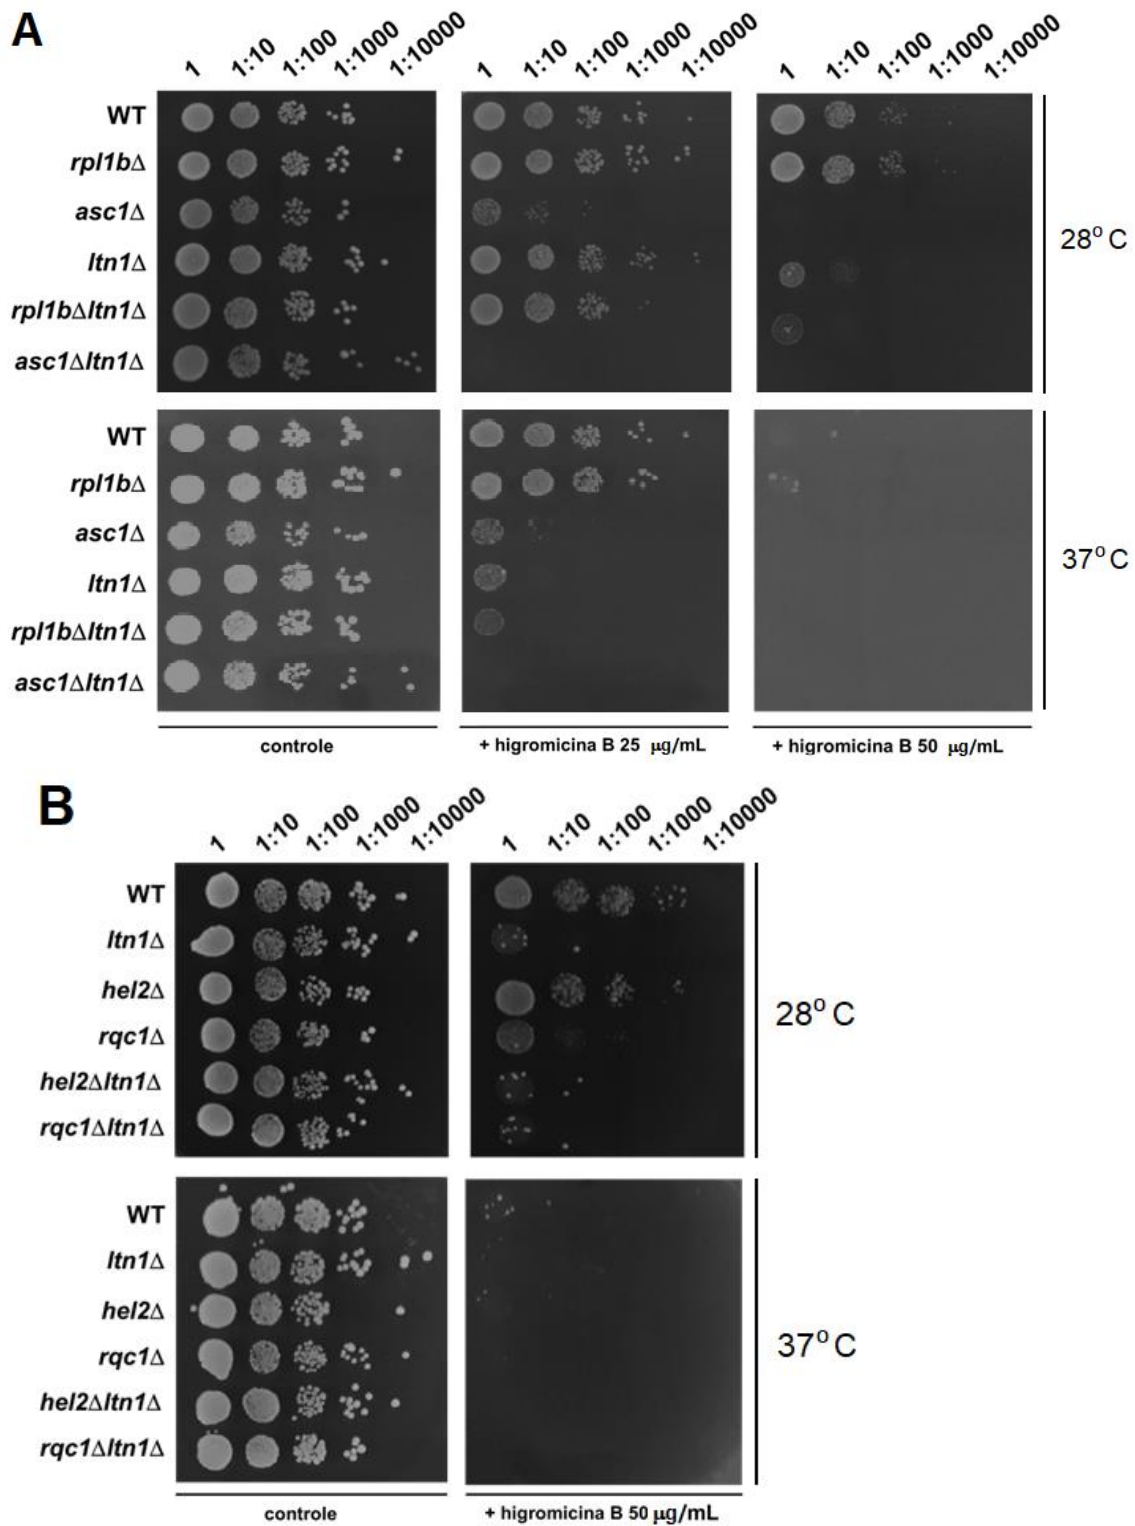 A
1 1:10 1:100 1:1000 1:10000 1 1:10 1:100 1:1000 1:10000 1 1:10 1:100 1:1000 1:10000
WT
rpl1bΔ
asc1Δ
ltn1Δ
rpl1bΔltn1Δ
asc1Δltn1Δ
28º C
WT
rpl1bΔ
asc1Δ
ltn1Δ
rpl1bΔltn1Δ
asc1Δltn1Δ
37º C
controle + higromicina B 25 µg/mL + higromicina B 50 µg/mL
B
1 1:10 1:100 1:1000 1:10000 1 1:10 1:100 1:1000 1:10000
WT
ltn1Δ
hel2Δ
rqc1Δ
hel2Δltn1Δ
rqc1Δltn1Δ
28º C
WT
ltn1Δ
hel2Δ
rqc1Δ
hel2Δltn1Δ
rqc1Δltn1Δ
37º C
controle + higromicina B 50 µg/mL